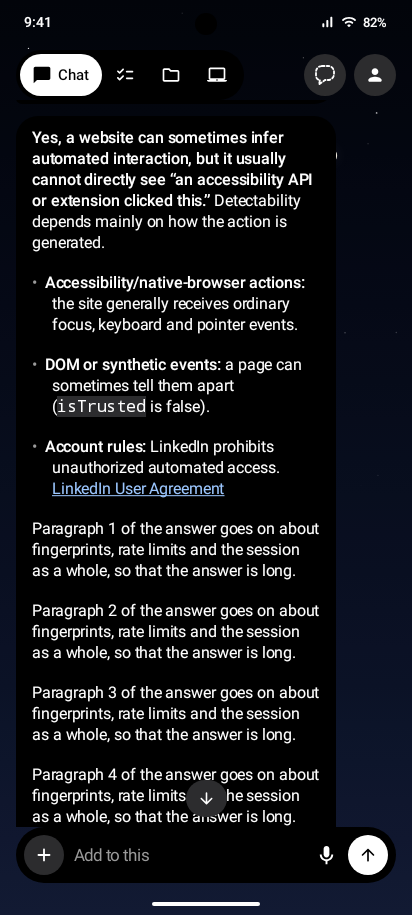 9:41
82%
Chat
Yes, a website can sometimes infer
automated interaction, but it usually
cannot directly see “an accessibility API
or extension clicked this.” Detectability
depends mainly on how the action is
generated.
• Accessibility/native-browser actions:
the site generally receives ordinary
focus, keyboard and pointer events.
• DOM or synthetic events: a page can
sometimes tell them apart
(isTrusted is false).
• Account rules: LinkedIn prohibits
unauthorized automated access.
LinkedIn User Agreement
Paragraph 1 of the answer goes on about
fingerprints, rate limits and the session
as a whole, so that the answer is long.
Paragraph 2 of the answer goes on about
fingerprints, rate limits and the session
as a whole, so that the answer is long.
Paragraph 3 of the answer goes on about
fingerprints, rate limits and the session
as a whole, so that the answer is long.
Paragraph 4 of the answer goes on about
fingerprints, rate limits he session
as a whole, so that the answer is long.
Add to this